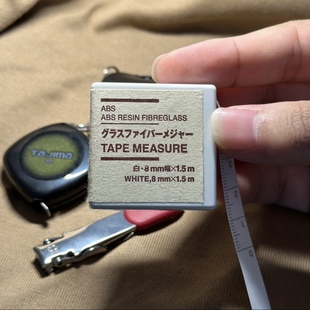 ABS
ABS RESIN FIBREGLASS
グラスファイバーメジャー
TAPE MEASURE
白・8mm幅×1.5m
WHITE,8mm×1.5m
TAJIMA